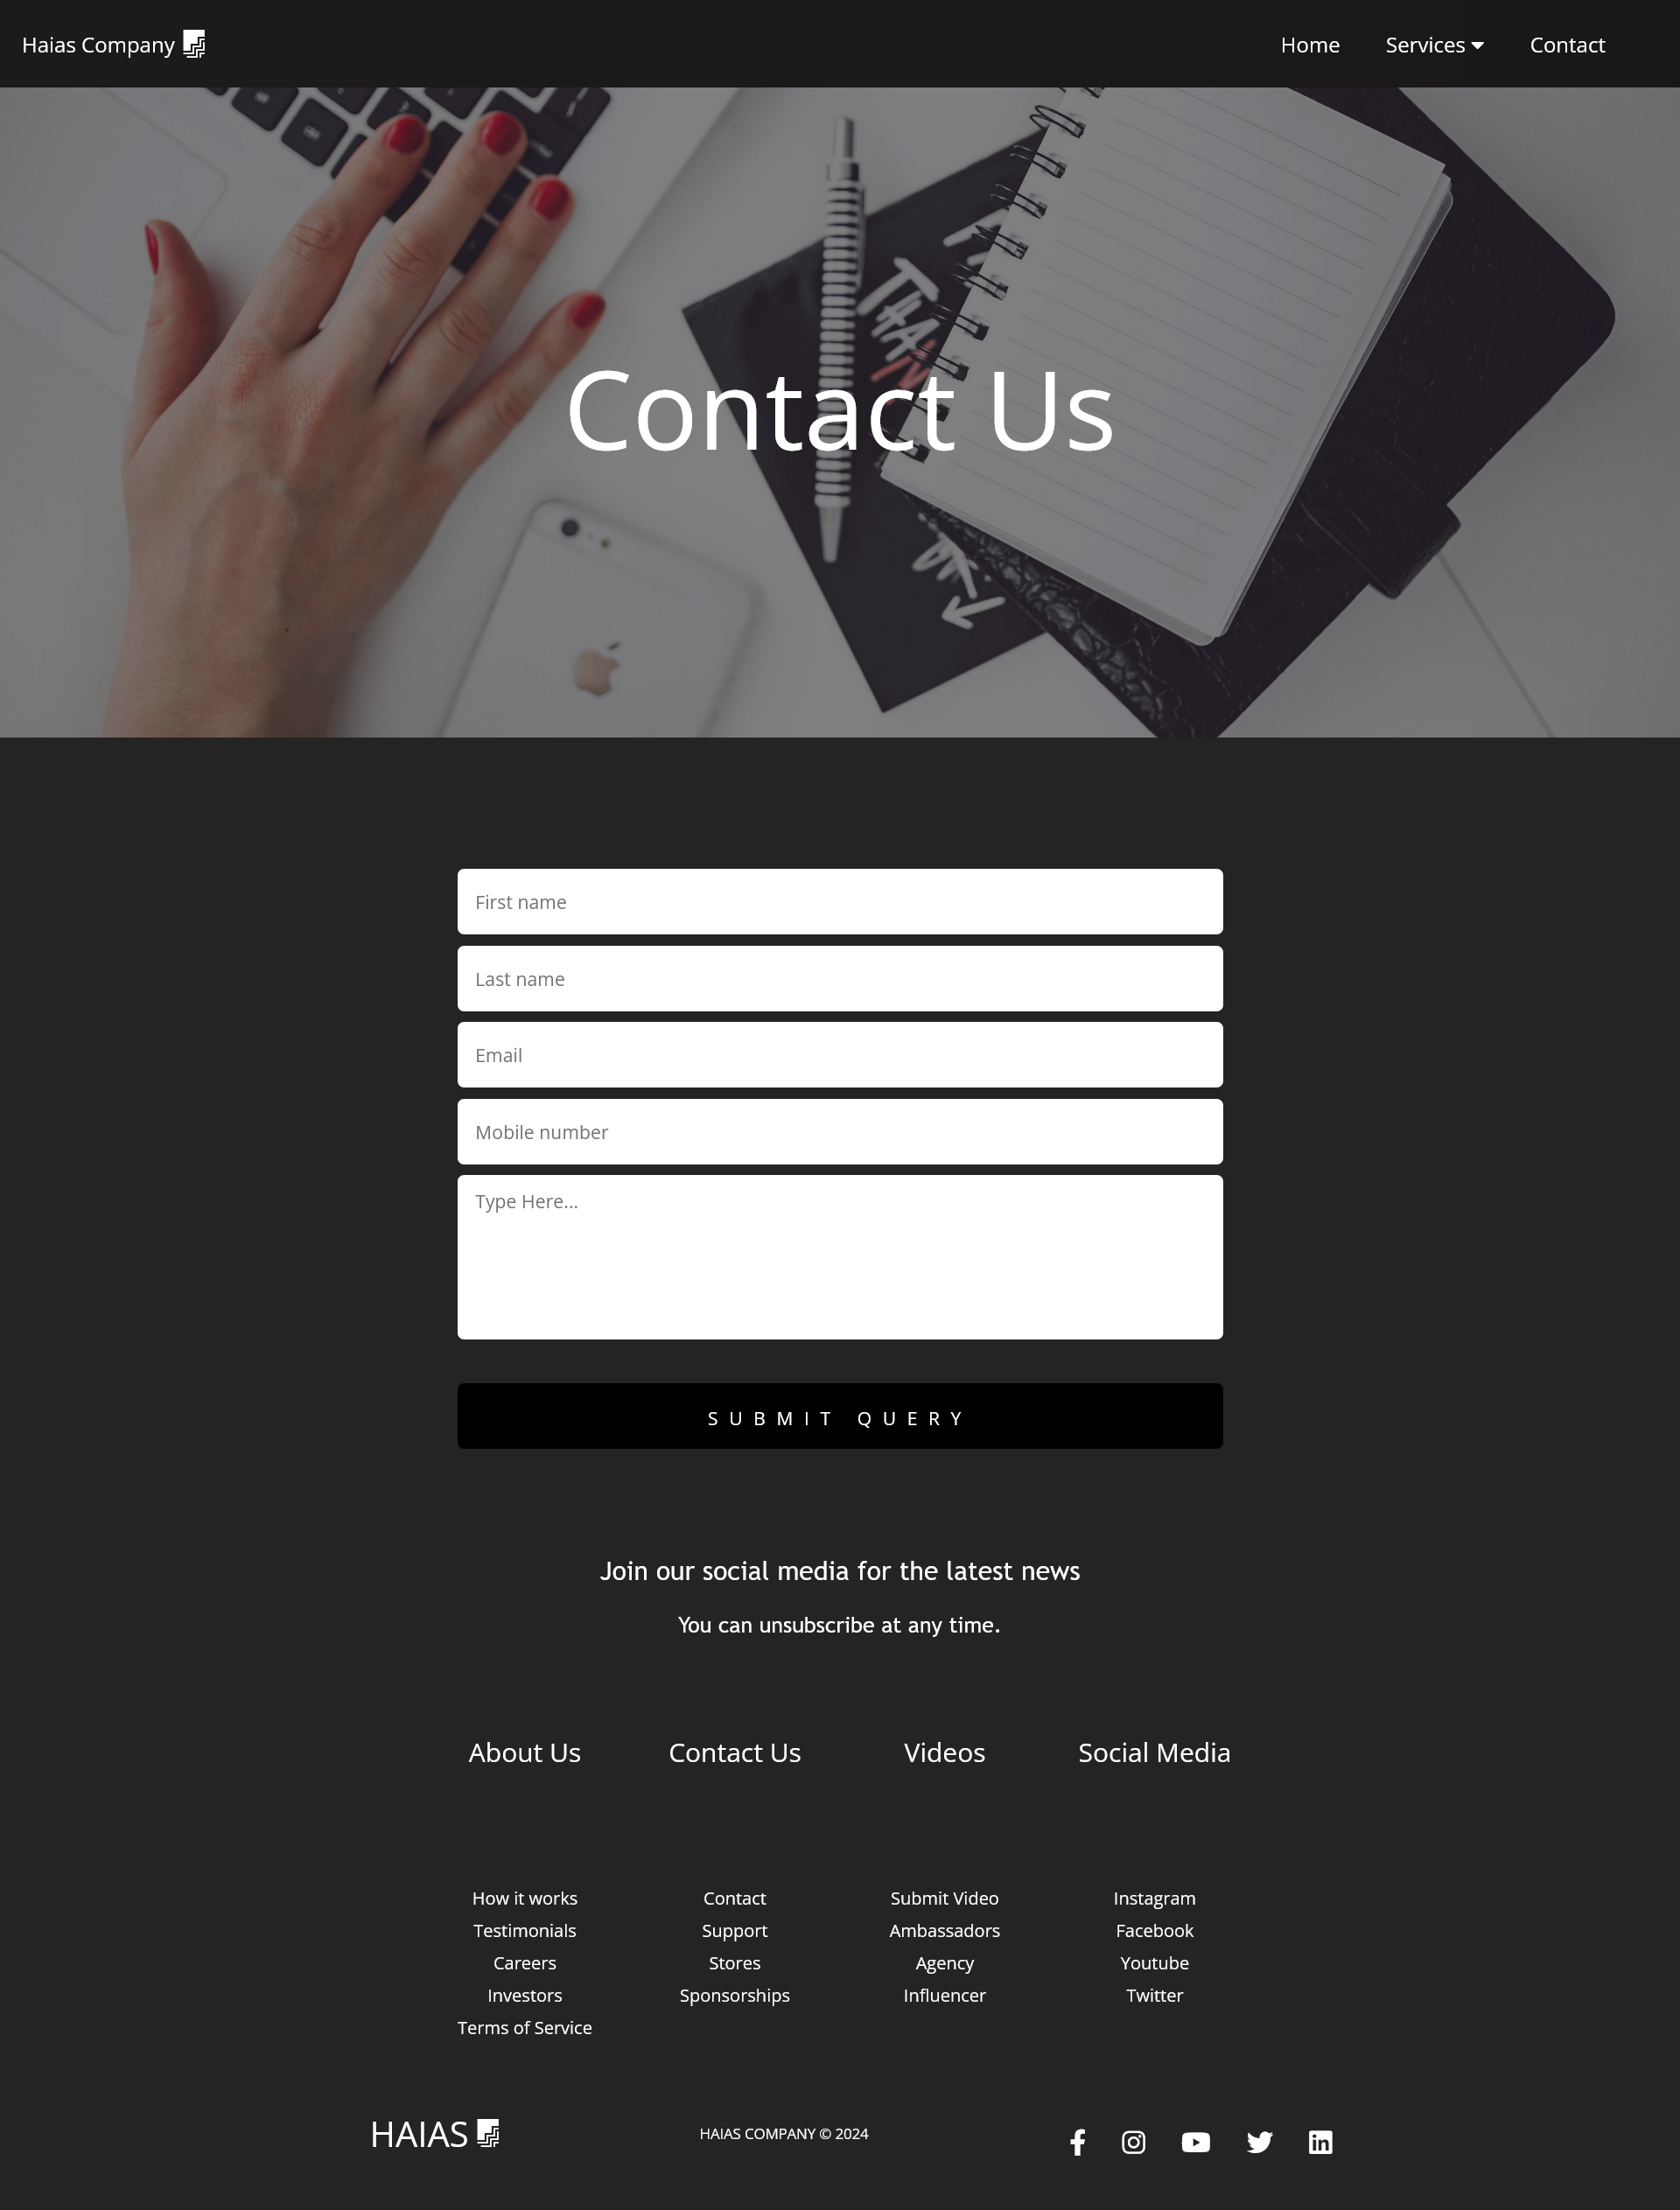 Haias Company
Home Services Contact
THAN
Contact Us
First name
Last name
Email
Mobile number
Type Here...
SUBMIT QUERY
Join our social media for the latest news
You can unsubscribe at any time.
About Us Contact Us Videos Social Media
How it works Contact Submit Video Instagram
Testimonials Support Ambassadors Facebook
Careers Stores Agency Youtube
Investors Sponsorships Influencer Twitter
Terms of Service
HAIAS HAIAS COMPANY © 2024